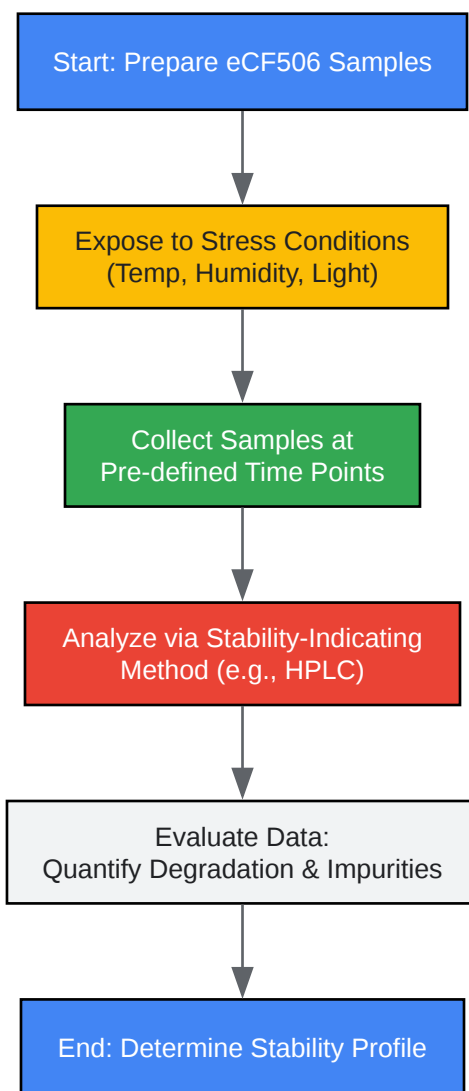 Start: Prepare eCF506 Samples
Expose to Stress Conditions
(Temp, Humidity, Light)
Collect Samples at
Pre-defined Time Points
Analyze via Stability-Indicating
Method (e.g., HPLC)
Evaluate Data:
Quantify Degradation & Impurities
End: Determine Stability Profile